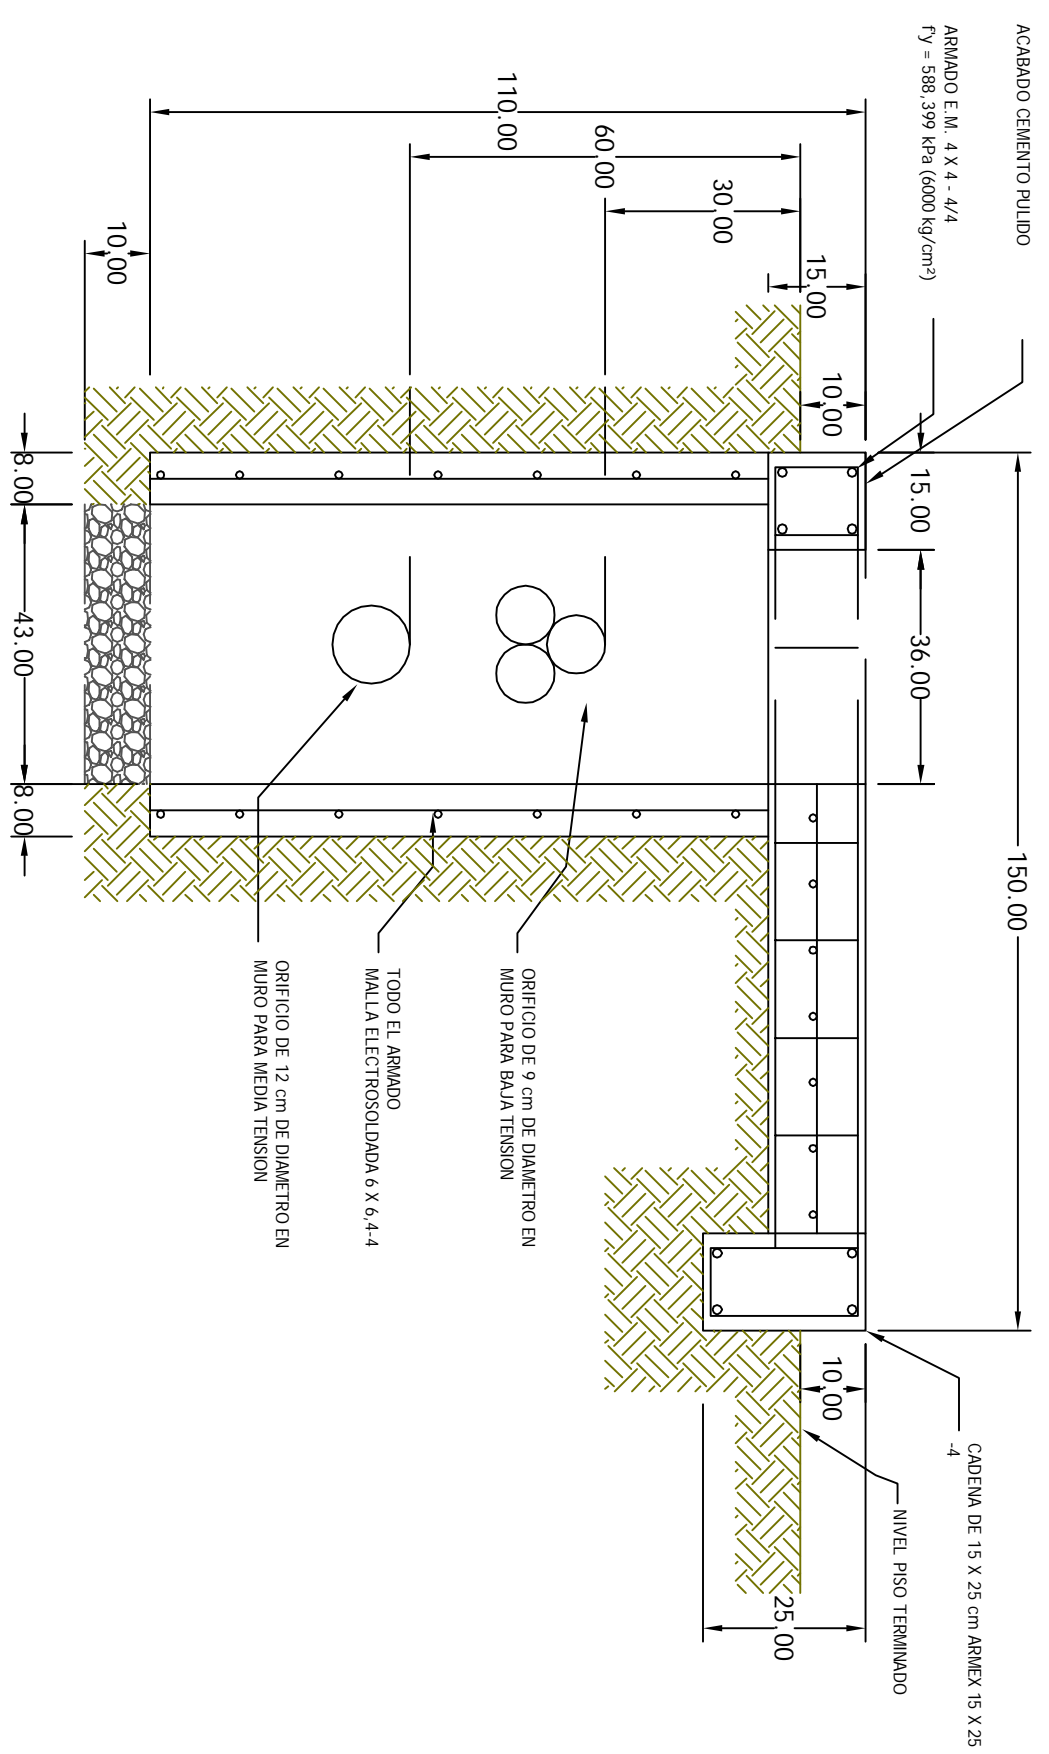 ACABADO CEMENTO PULIDO
ARMADO E.M. 4 X 4 - 4/4
f'y = 588,399 kPa (6000 kg/cm²)
150.00
15.00
36.00
10.00
15.00
30.00
60.00
110.00
10.00
8.00
43.00
8.00
10.00
25.00
CADENA DE 15 X 25 cm ARMEX 15 X 25
-4
NIVEL PISO TERMINADO
ORIFICIO DE 9 cm DE DIAMETRO EN
MURO PARA BAJA TENSION
TODO EL ARMADO
MALLA ELECTROSOLDADA 6 X 6,4-4
ORIFICIO DE 12 cm DE DIAMETRO EN
MURO PARA MEDIA TENSION